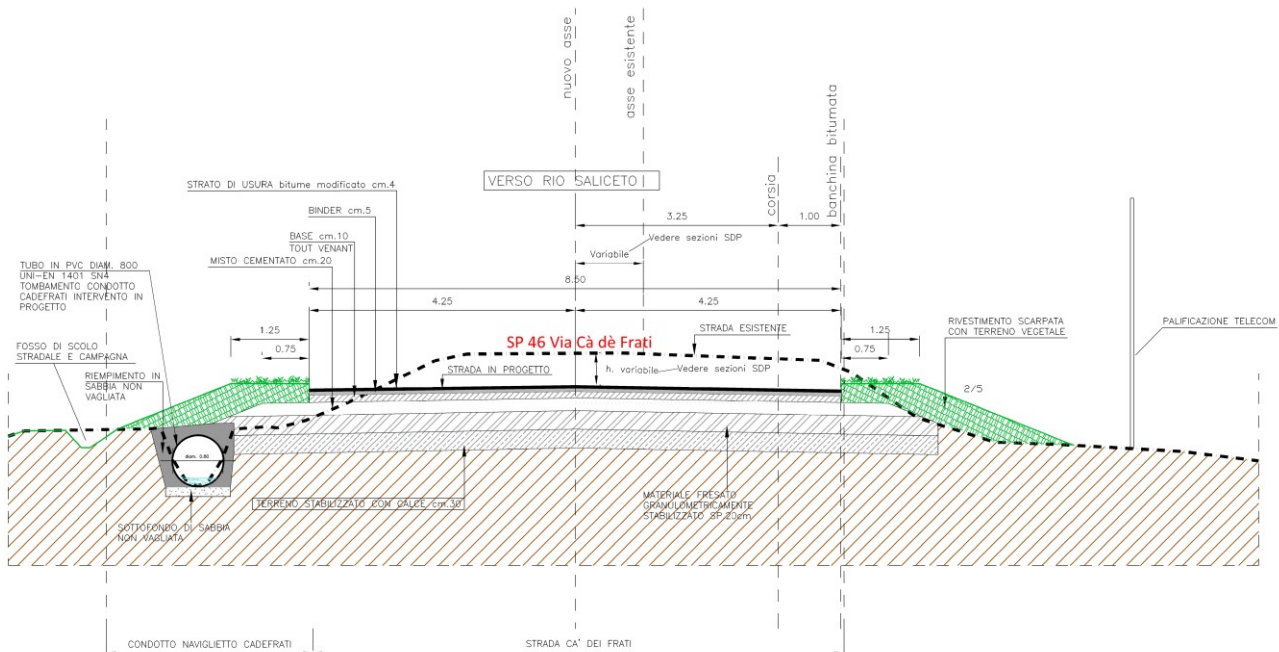 nuovo asse
asse esistente
corsia
banchina bitumata
VERSO RIO SALICETO
STRATO DI USURA bitume modificato cm.4
BINDER cm.5
BASE cm.10
TOUT VENANT
MISTO CEMENTATO cm.20
3.25
1.00
Vedere sezioni SDP
Variabile
8.50
4.25
4.25
TUBO IN PVC DIAM. 800
UNI-EN 1401 SN4
TOMBAMENTO CONDOTTO
CADEFRATI INTERVENTO IN
PROGETTO
1.25
0.75
FOSSO DI SCOLO
STRADALE E CAMPAGNA
RIEMPIMENTO IN
SABBIA NON
VAGLIATA
SP 46 Via Cà dè Frati
STRADA ESISTENTE
STRADA IN PROGETTO
h. variabile
Vedere sezioni SDP
1.25
0.75
RIVESTIMENTO SCARPATA
CON TERRENO VEGETALE
PALIFICAZIONE TELECOM
2/5
diam. 0.80
TERRENO STABILIZZATO CON CALCE cm.30
MATERIALE FRESATO
GRANULOMETRICAMENTE
STABILIZZATO SP.20cm
SOTTOFONDO DI SABBIA
NON VAGLIATA
CONDOTTO NAVIGLIETTO CADEFRATI
STRADA CA' DEI FRATI